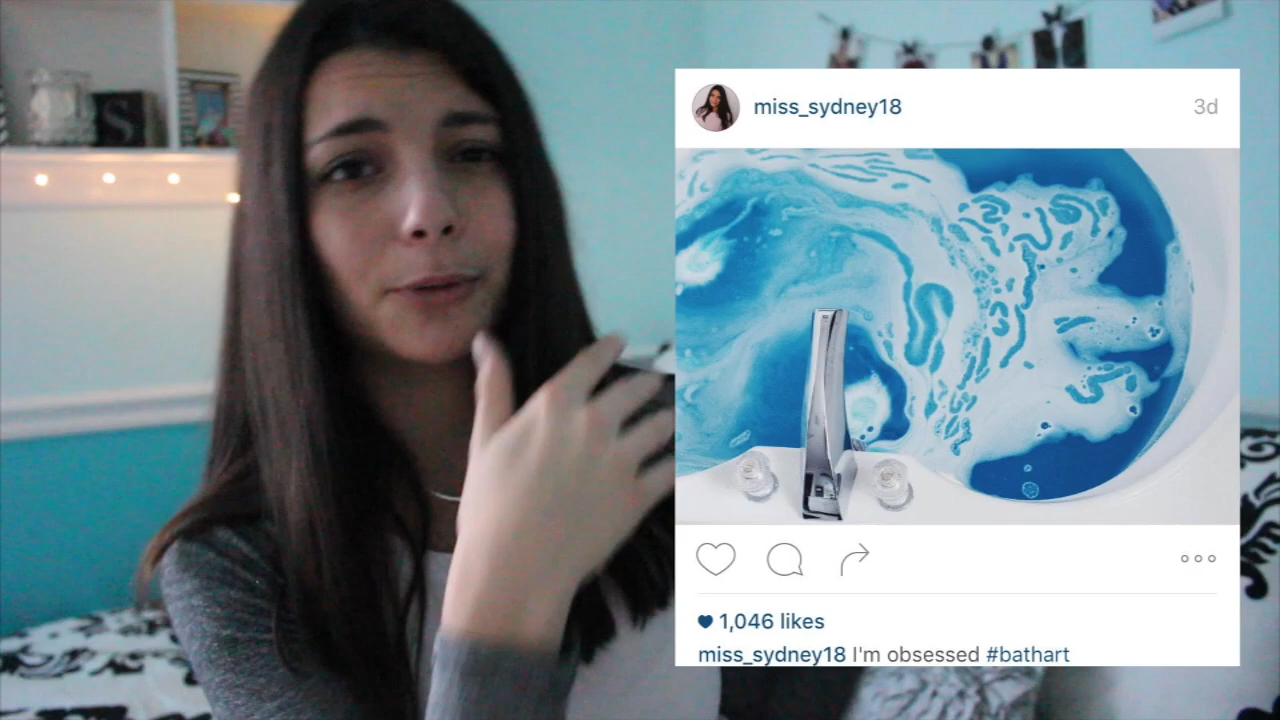 S
miss_sydney18
3d
1,046 likes
miss_sydney18 I'm obsessed #bathart